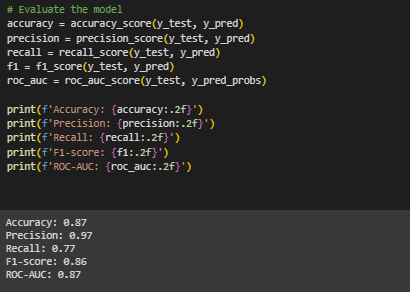 # Evaluate the model
accuracy = accuracy_score(y_test, y_pred)
precision = precision_score(y_test, y_pred)
recall = recall_score(y_test, y_pred)
f1 = f1_score(y_test, y_pred)
roc_auc = roc_auc_score(y_test, y_pred_probs)
print(f'Accuracy: {accuracy:.2f}')
print(f'Precision: {precision:.2f}')
print(f'Recall: {recall:.2f}')
print(f'F1-score: {f1:.2f}')
print(f'ROC-AUC: {roc_auc:.2f}')
Accuracy: 0.87
Precision: 0.97
Recall: 0.77
F1-score: 0.86
ROC-AUC: 0.87